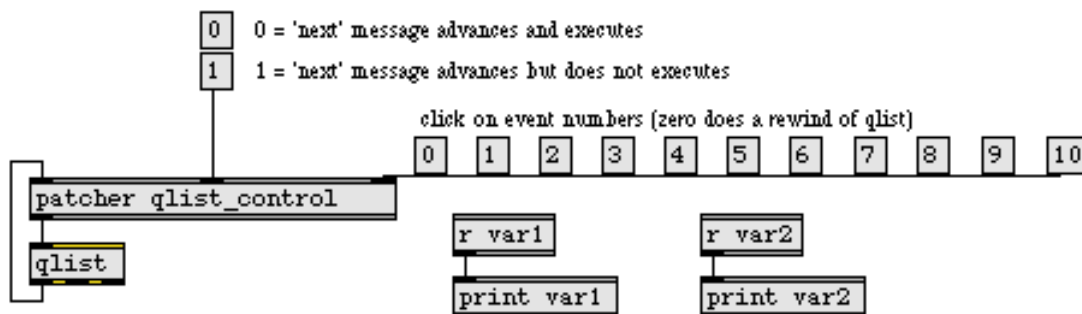 0 0 = 'next' message advances and executes
1 1 = 'next' message advances but does not executes
click on event numbers (zero does a rewind of qlist)
0 1 2 3 4 5 6 7 8 9 10
patcher qlist_control
r var1 r var2
qlist
print var1 print var2